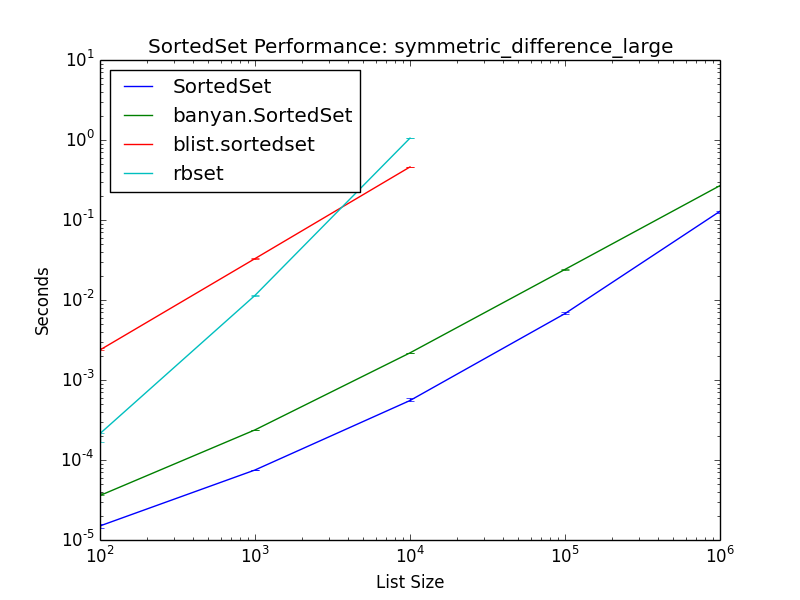 SortedSet Performance: symmetric_difference_large
10^1
SortedSet
banyan.SortedSet
blist.sortedset
rbset
10^0
10^-1
10^-2
10^-3
10^-4
10^-5
Seconds
10^2 10^3 10^4 10^5 10^6
List Size